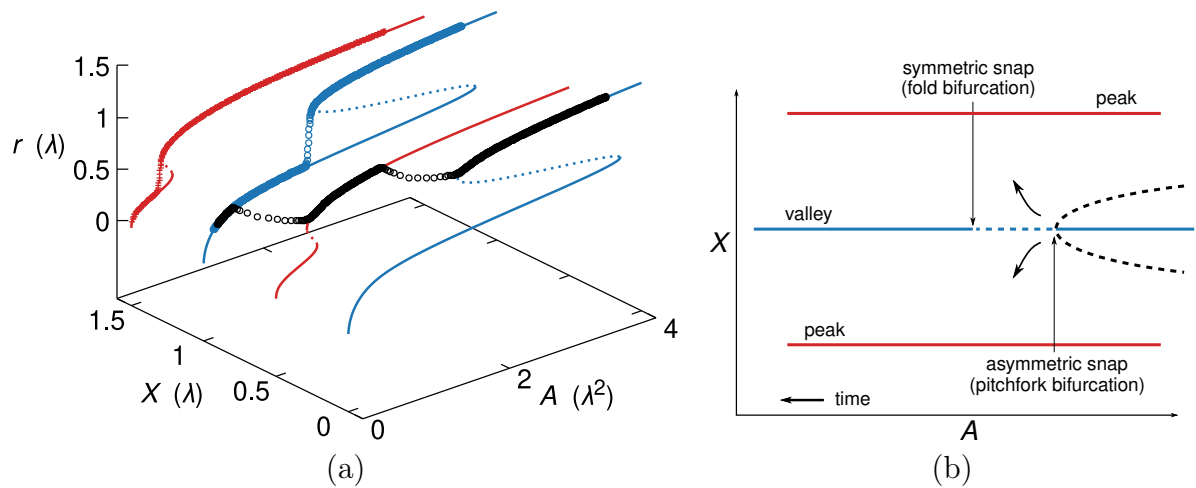 1.5
1
0.5
0
r (λ)
1.5
1
0.5
0
X (λ)
0
2
4
A (λ²)
(a)
symmetric snap
(fold bifurcation)
peak
valley
X
peak
asymmetric snap
(pitchfork bifurcation)
time
A
(b)